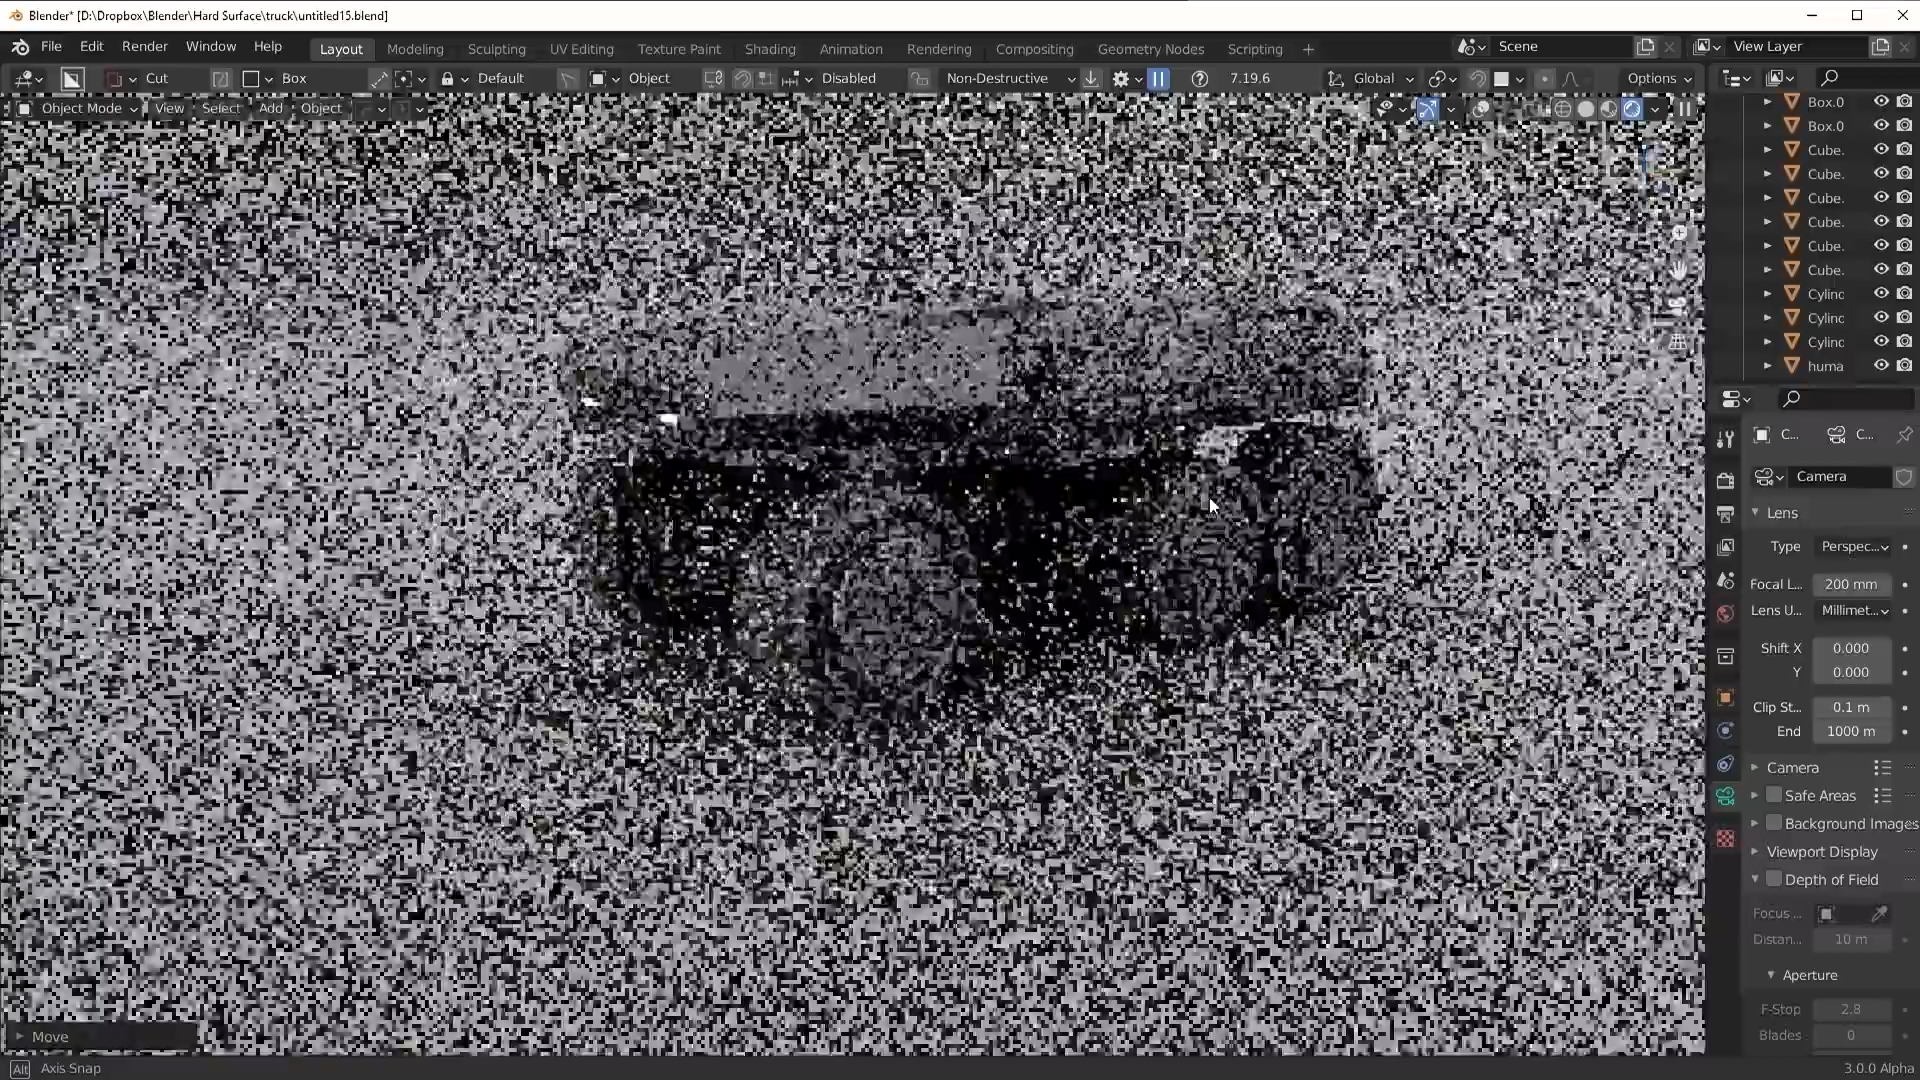 Blender* [D:\Dropbox\Blender\Hard Surface\truck\untitled15.blend]
File Edit Render Window Help Layout Modeling Sculpting UV Editing Texture Paint Shading Animation Rendering Compositing Geometry Nodes Scripting + Scene View Layer
Cut Box Default Object Disabled Non-Destructive 7.19.6 Global Options
Object Mode View Select Add Object
Box.0
Box.0
Cube.
Cube.
Cube.
Cube.
Cube.
Cube.
Cylinc
Cylinc
Cylinc
huma
C... C...
Camera
Lens
Type Perspec...
Focal L... 200 mm
Lens U... Millimet...
Shift X 0.000
Y 0.000
Clip St... 0.1 m
End 1000 m
Camera
Safe Areas
Background Images
Viewport Display
Depth of Field
Focus ...
Distan... 10 m
Aperture
F-Stop 2.8
Blades 0
Move
Alt Axis Snap 3.0.0 Alpha